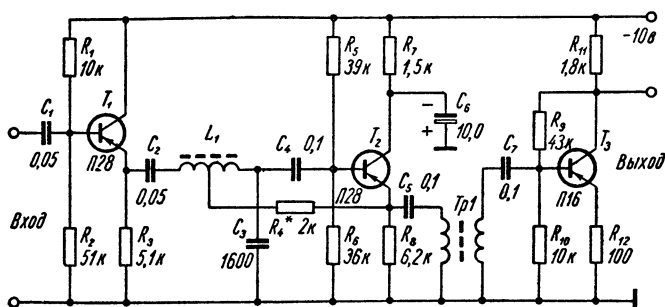 R₁
10к
C₁
0,05
T₁
П28
C₂
0,05
L₁
C₄
0,1
R₅
39к
R₇
1,5к
−
+
C₆
10,0
T₂
П28
C₅
0,1
Тр1
C₇
0,1
R₉
43к
R₁₁
1,8к
−10в
T₃
П16
Выход
Вход
R₂
51к
R₃
5,1к
C₃
1600
R₄* 2к
R₆
36к
R₈
6,2к
R₁₀
10к
R₁₂
100